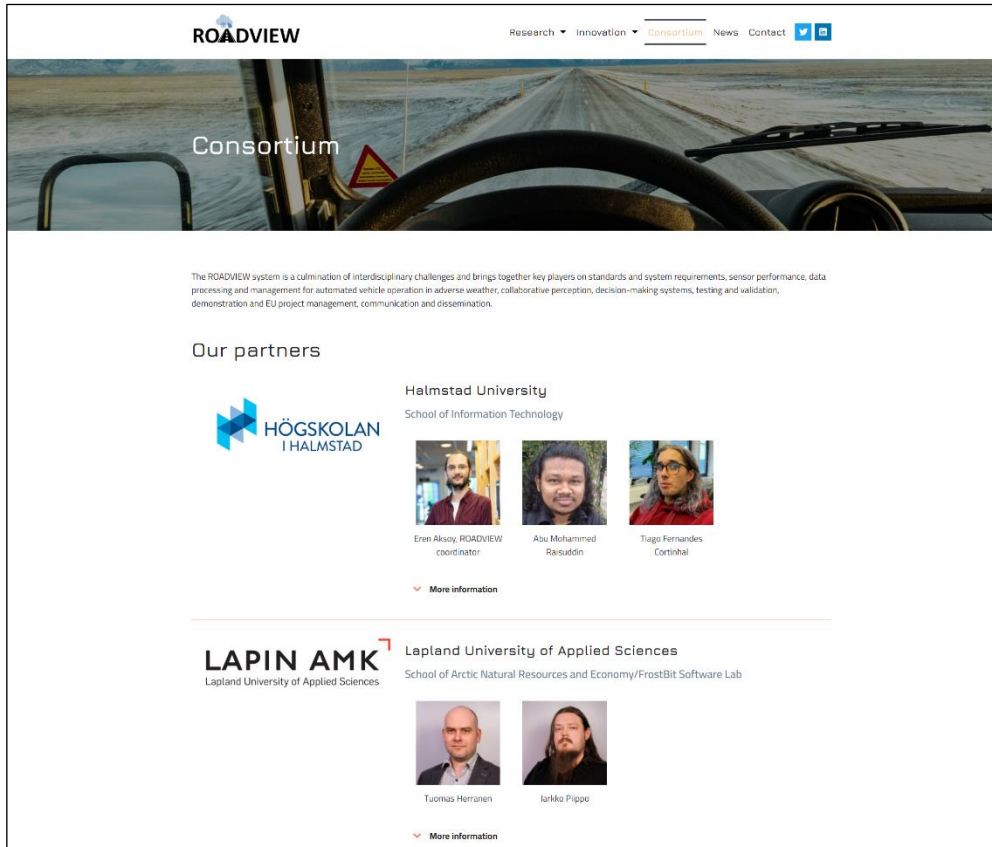 ROADVIEW
Research Innovation Consortium News Contact
Consortium
The ROADVIEW system is a culmination of interdisciplinary challenges and brings together key players on standards and system requirements, sensor performance, data
processing and management for automated vehicle operation in adverse weather, collaborative perception, decision-making systems, testing and validation,
demonstration and EU project management, communication and dissemination.
Our partners
HÖGSKOLAN
I HALMSTAD
Halmstad University
School of Information Technology
Eren Aksoy, ROADVIEW
coordinator
Abu Mohammed
Raisuddin
Tiago Fernandes
Cortinhal
More information
LAPIN AMK
Lapland University of Applied Sciences
Lapland University of Applied Sciences
School of Arctic Natural Resources and Economy/FrostBit Software Lab
Tuomas Herranen
Jarkko Piippo
More information